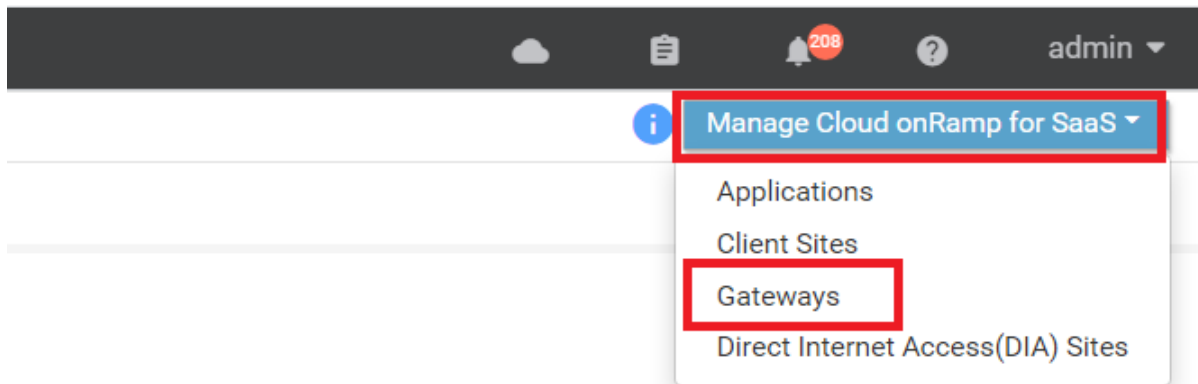 208
admin
Manage Cloud onRamp for SaaS
Applications
Client Sites
Gateways
Direct Internet Access(DIA) Sites